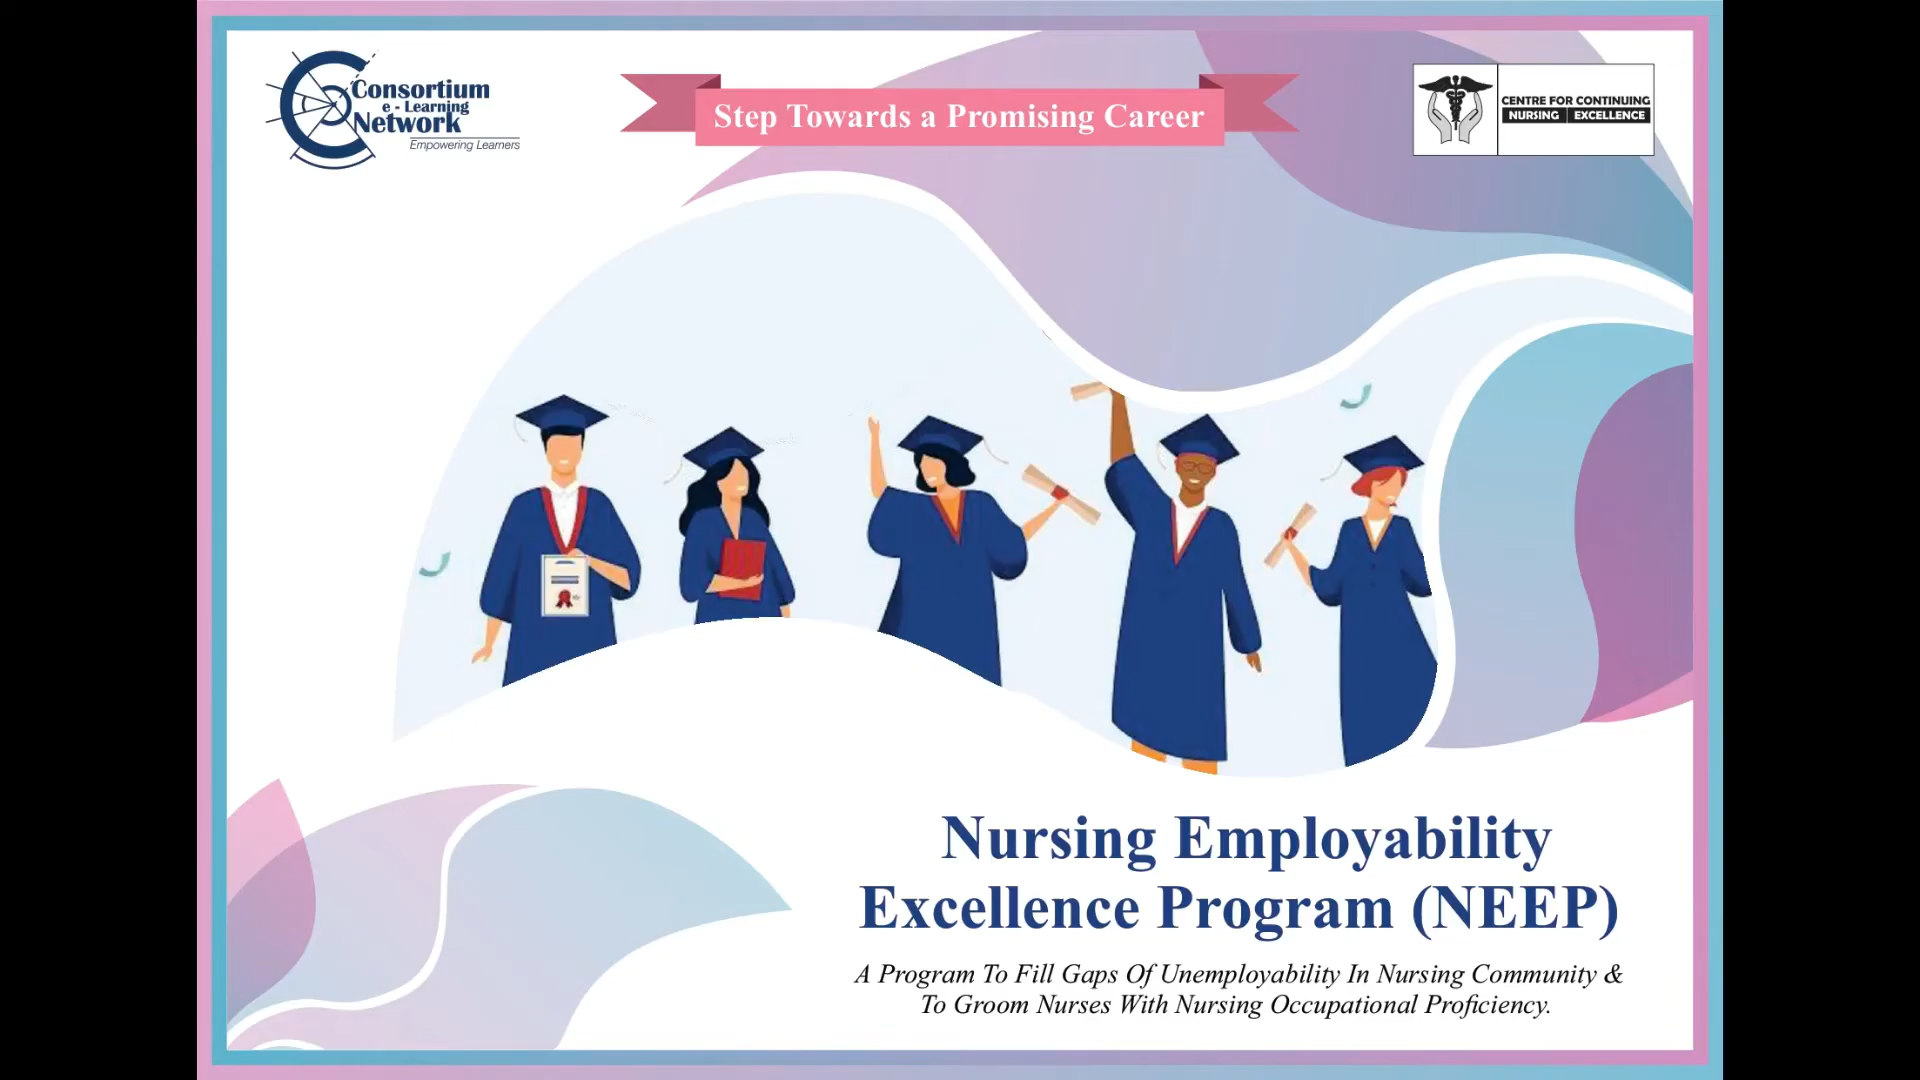 Consortium
e - Learning
Network
Empowering Learners
Step Towards a Promising Career
CENTRE FOR CONTINUING
NURSING EXCELLENCE
Nursing Employability
Excellence Program (NEEP)
A Program To Fill Gaps Of Unemployability In Nursing Community &
To Groom Nurses With Nursing Occupational Proficiency.